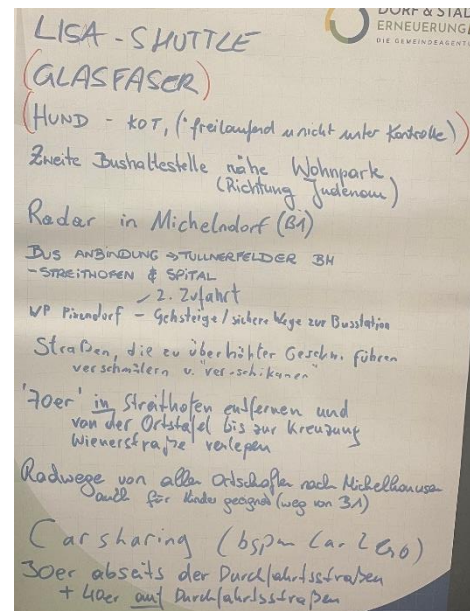 DORF & STADT
ERNEUERUNG
DIE GEMEINDEAGENTUR
LISA - SHUTTLE
(GLASFASER)
(HUND - KOT, (* freilaufend u nicht unter Kontrolle))
Zweite Bushaltestelle nähe Wohnpark
(Richtung Judenau)
Radar in Michelndorf (B1)
BUS ANBINDUNG → TULLNERFELDER BH
- STREITHOFEN & SPITAL
2. Zufahrt
WP Pixendorf - Gehsteige / sichere Wege zur Busstation
Straßen, die zu überhöhter Geschw. führen
verschmälern u. "ver-schikanen"
'70er' in Streithofen entfernen und
von der Ortstafel bis zur Kreuzung
Wienerstraße verlegen
Radwege von allen Ortschaften nach Michelhausen
auch für Kinder geeignet (weg von B1)
Carsharing (bspw
30er abseits der Durchfahrtsstraßen
+ 40er auf Durchfahrtsstraßen